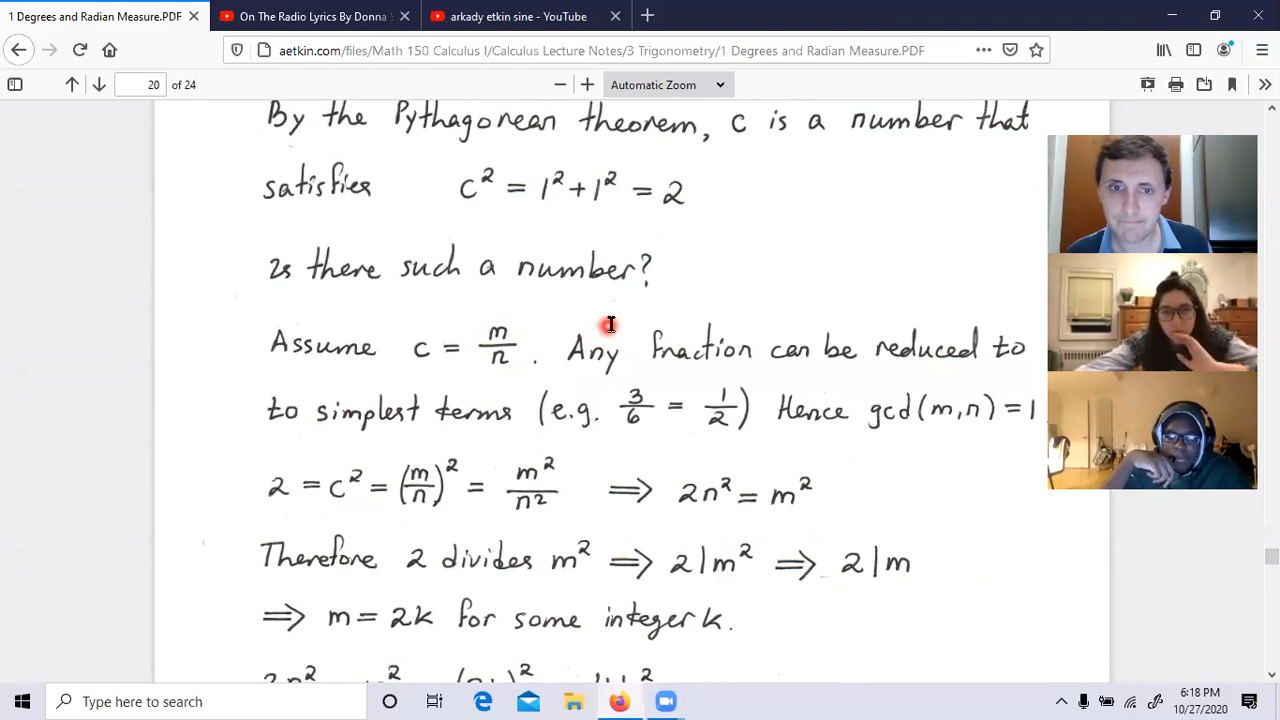 1 Degrees and Radian Measure.PDF
On The Radio Lyrics By Donna
arkady etkin sine - YouTube
aetkin.com/files/Math 150 Calculus I/Calculus Lecture Notes/3 Trigonometry/1 Degrees and Radian Measure.PDF
20 of 24
Automatic Zoom
By the Pythagorean theorem, c is a number that
satisfies c² = 1² + 1² = 2
Is there such a number?
Assume c = m/n . Any fraction can be reduced to
to simplest terms (e.g. 3/6 = 1/2) Hence gcd(m,n) = 1
2 = c² = (m/n)² = m²/n² ⟹ 2n² = m²
Therefore 2 divides m² ⟹ 2|m² ⟹ 2|m
⟹ m = 2k for some integer k.
Type here to search
6:18 PM
10/27/2020